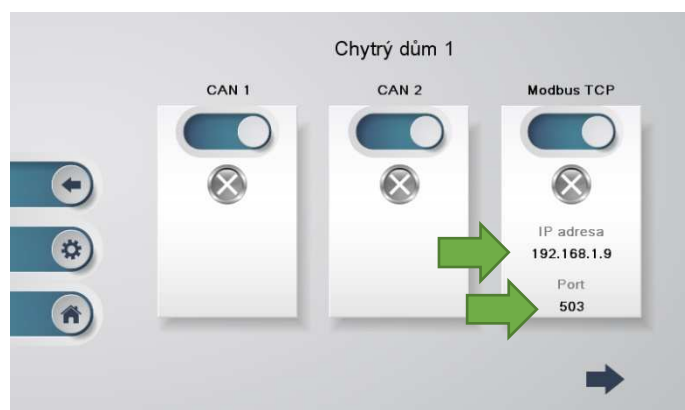 Chytrý dům 1
CAN 1
CAN 2
Modbus TCP
IP adresa
192.168.1.9
Port
503